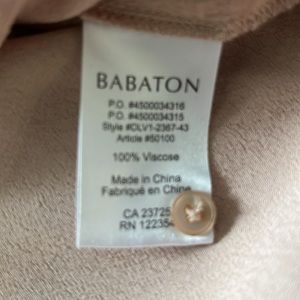 BABATON
P.O. #4500034316
P.O. #4500034315
Style #OLV1-2367-43
Article #50100
100% Viscose
Made in China
Fabriqué en Chine
CA 2372
RN 12235